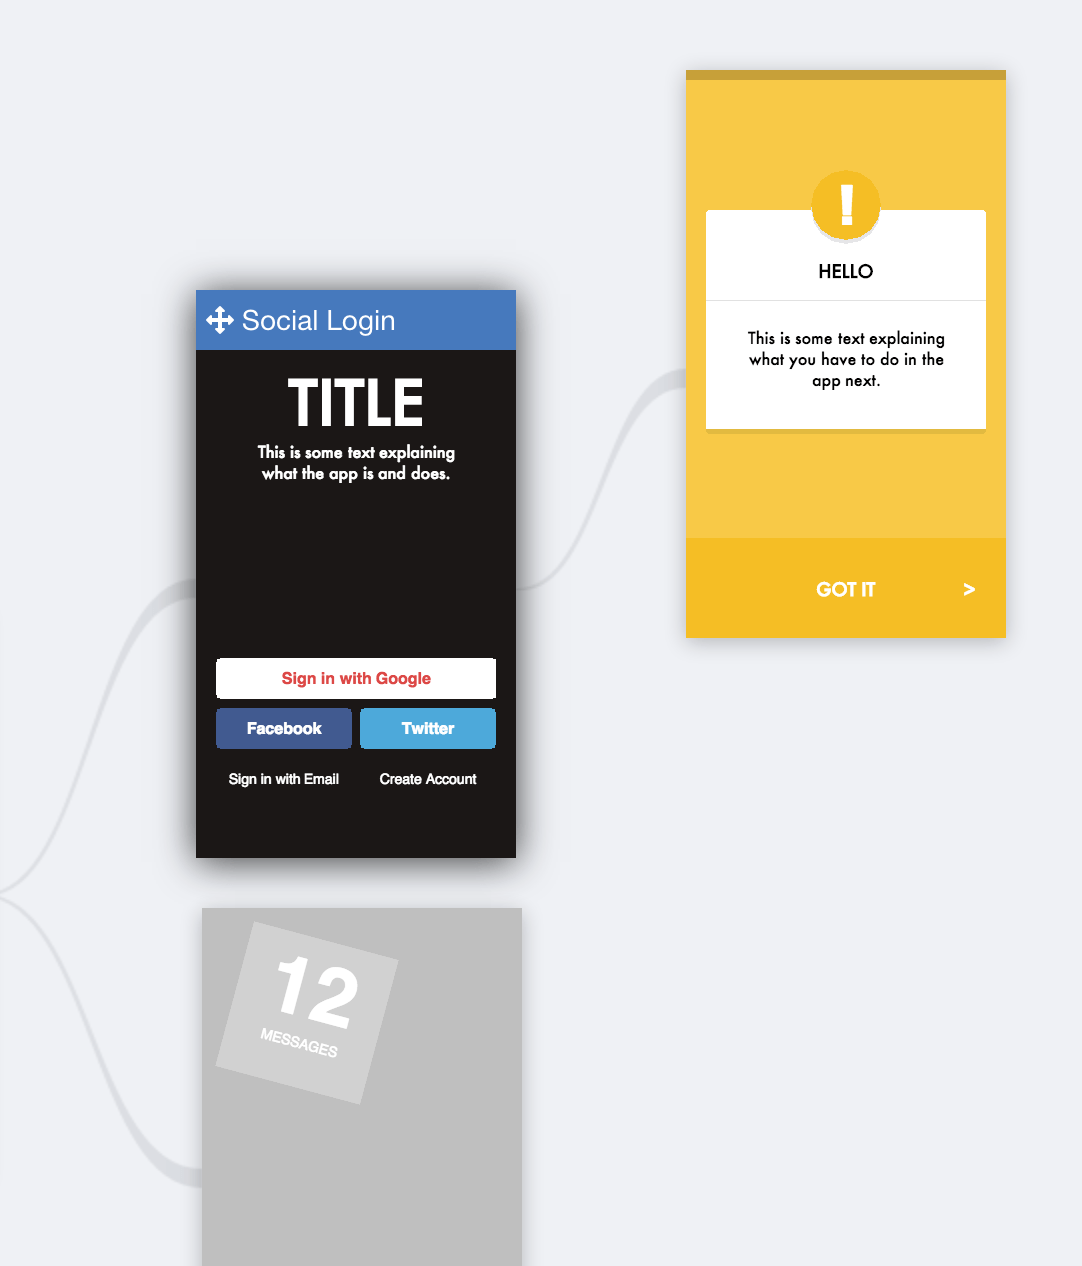 Social Login
TITLE
This is some text explaining
what the app is and does.
Sign in with Google
Facebook
Twitter
Sign in with Email
Create Account
!
HELLO
This is some text explaining
what you have to do in the
app next.
GOT IT >
12
MESSAGES